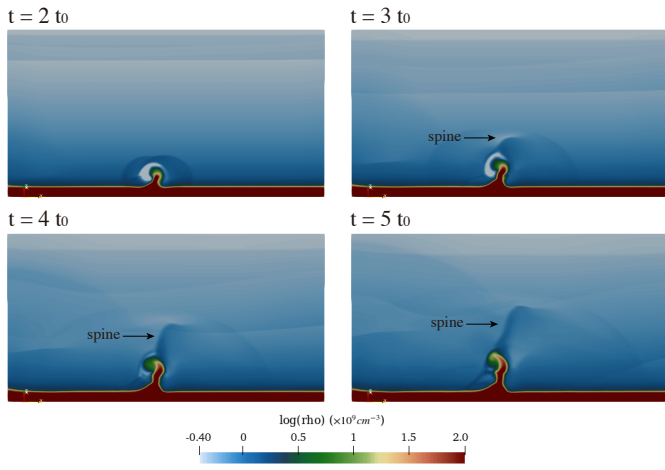 t = 2 t0
t = 3 t0
spine
t = 4 t0
t = 5 t0
spine
spine
log(rho) (×10⁹cm⁻³)
-0.40 0 0.5 1 1.5 2.0